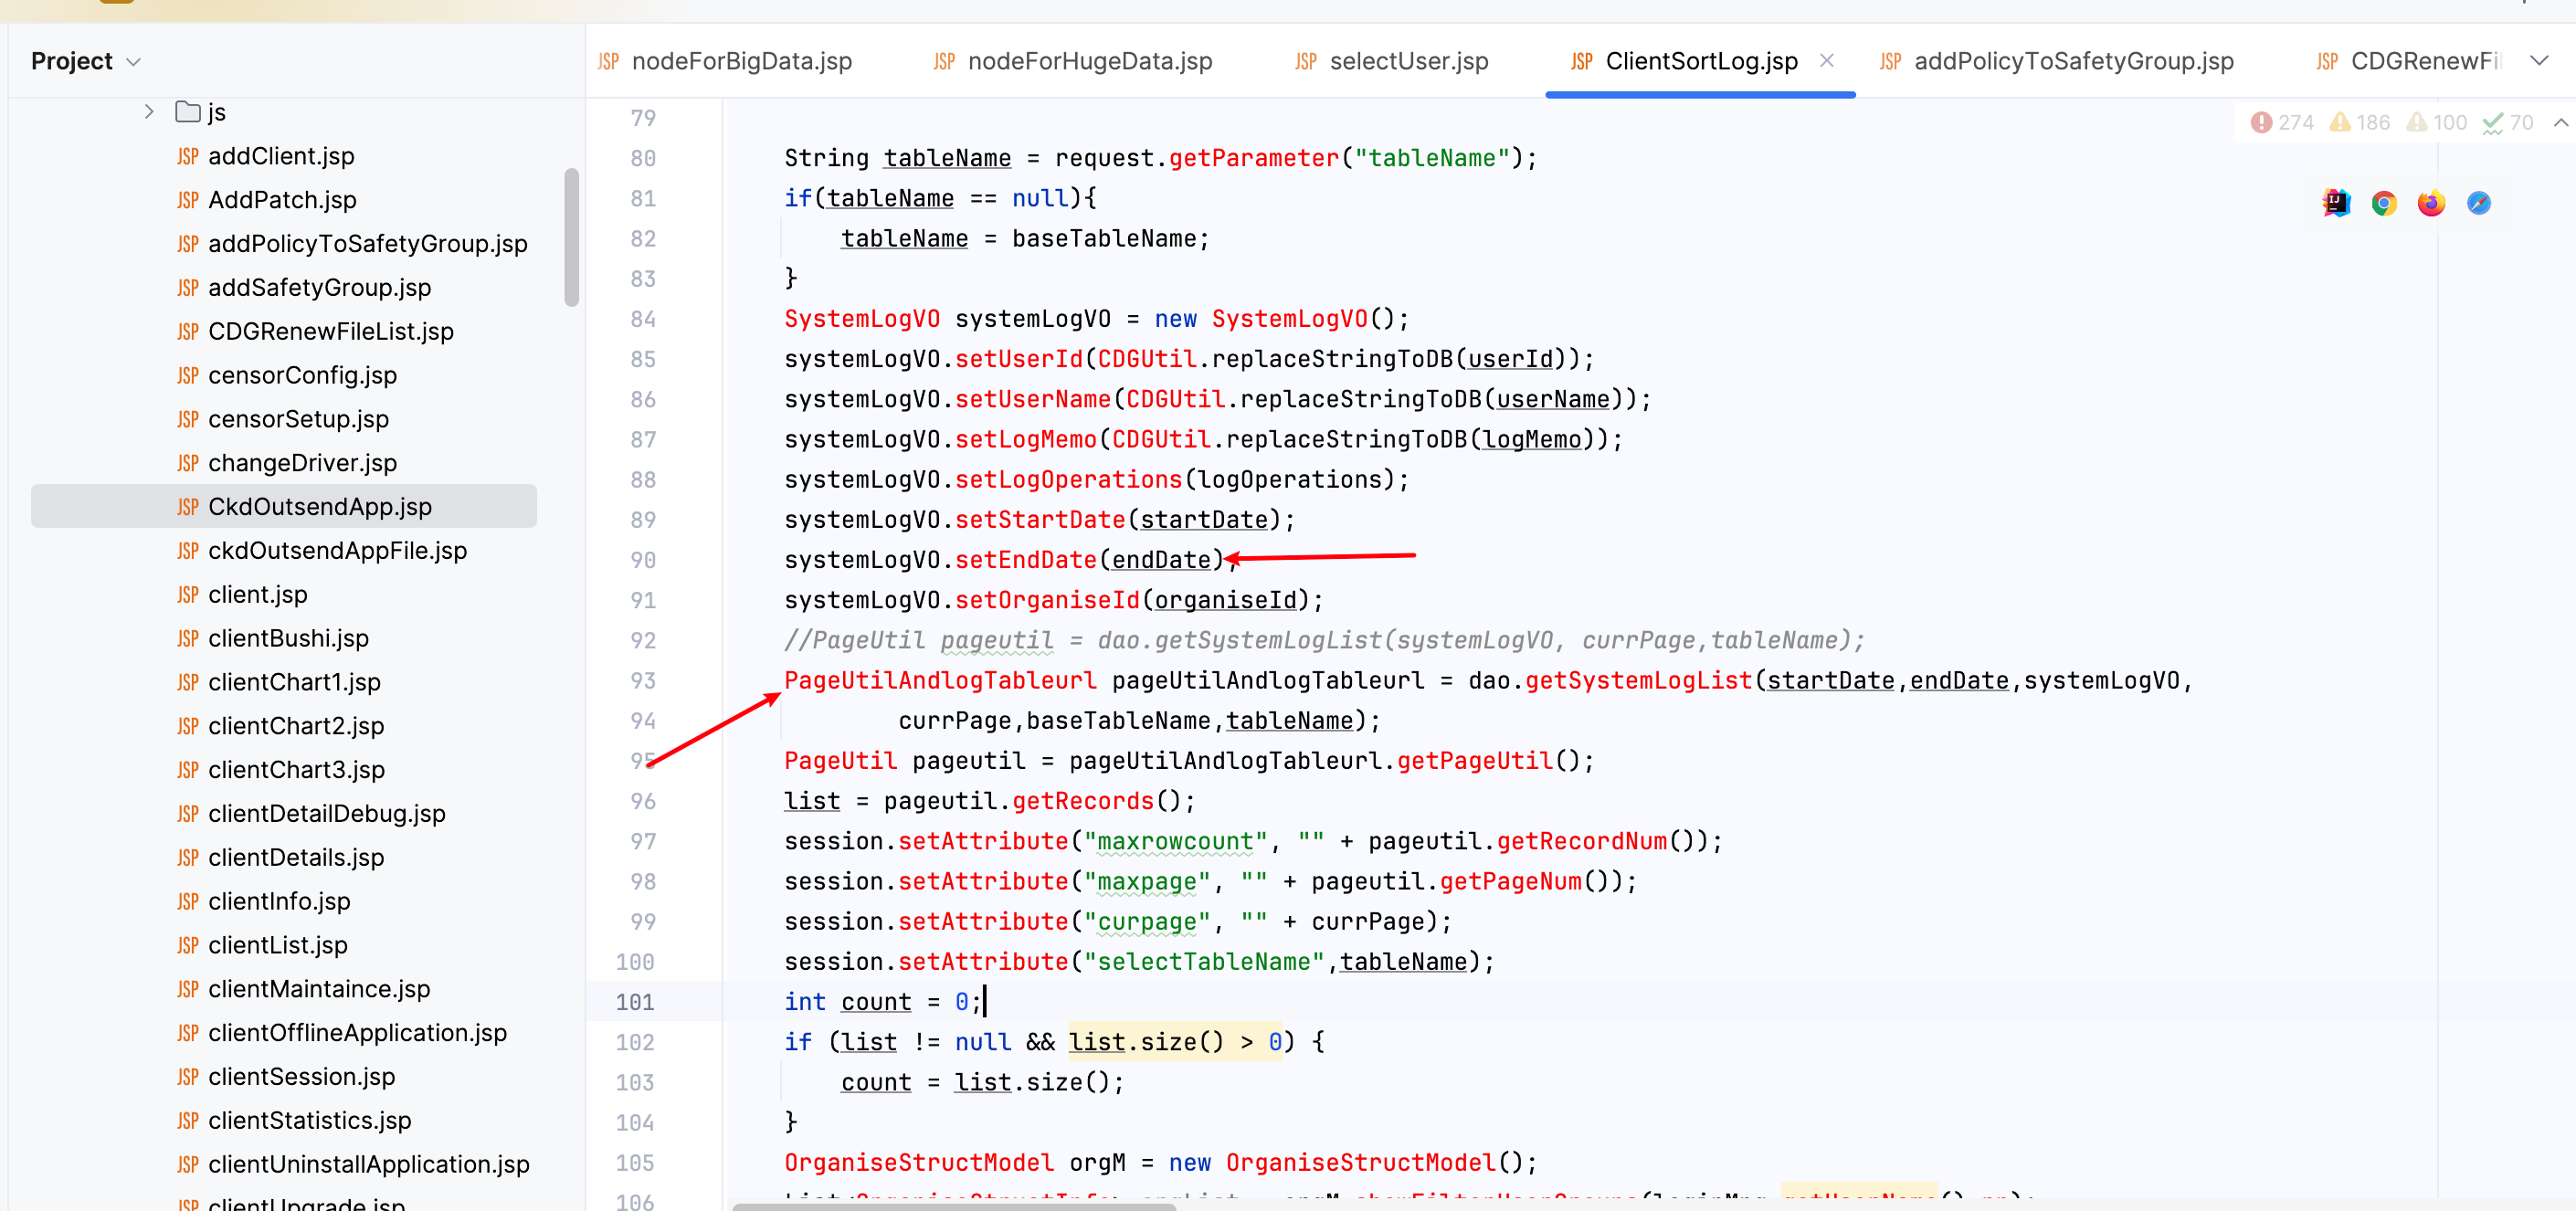 Project
JSP nodeForBigData.jsp
JSP nodeForHugeData.jsp
JSP selectUser.jsp
JSP ClientSortLog.jsp
JSP addPolicyToSafetyGroup.jsp
JSP CDGRenewFil
js
JSP addClient.jsp
JSP AddPatch.jsp
JSP addPolicyToSafetyGroup.jsp
JSP addSafetyGroup.jsp
JSP CDGRenewFileList.jsp
JSP censorConfig.jsp
JSP censorSetup.jsp
JSP changeDriver.jsp
JSP CkdOutsendApp.jsp
JSP ckdOutsendAppFile.jsp
JSP client.jsp
JSP clientBushi.jsp
JSP clientChart1.jsp
JSP clientChart2.jsp
JSP clientChart3.jsp
JSP clientDetailDebug.jsp
JSP clientDetails.jsp
JSP clientInfo.jsp
JSP clientList.jsp
JSP clientMaintaince.jsp
JSP clientOfflineApplication.jsp
JSP clientSession.jsp
JSP clientStatistics.jsp
JSP clientUninstallApplication.jsp
JSP clientUpgrade.jsp
274 186 100 70
79
80 String tableName = request.getParameter("tableName");
81 if(tableName == null){
82 tableName = baseTableName;
83 }
84 SystemLogVO systemLogVO = new SystemLogVO();
85 systemLogVO.setUserId(CDGUtil.replaceStringToDB(userId));
86 systemLogVO.setUserName(CDGUtil.replaceStringToDB(userName));
87 systemLogVO.setLogMemo(CDGUtil.replaceStringToDB(logMemo));
88 systemLogVO.setLogOperations(logOperations);
89 systemLogVO.setStartDate(startDate);
90 systemLogVO.setEndDate(endDate);
91 systemLogVO.setOrganiseId(organiseId);
92 //PageUtil pageutil = dao.getSystemLogList(systemLogVO, currPage,tableName);
93 PageUtilAndlogTableurl pageUtilAndlogTableurl = dao.getSystemLogList(startDate,endDate,systemLogVO,
94 currPage,baseTableName,tableName);
95 PageUtil pageutil = pageUtilAndlogTableurl.getPageUtil();
96 list = pageutil.getRecords();
97 session.setAttribute("maxrowcount", "" + pageutil.getRecordNum());
98 session.setAttribute("maxpage", "" + pageutil.getPageNum());
99 session.setAttribute("curpage", "" + currPage);
100 session.setAttribute("selectTableName",tableName);
101 int count = 0;
102 if (list != null && list.size() > 0) {
103 count = list.size();
104 }
105 OrganiseStructModel orgM = new OrganiseStructModel();
106